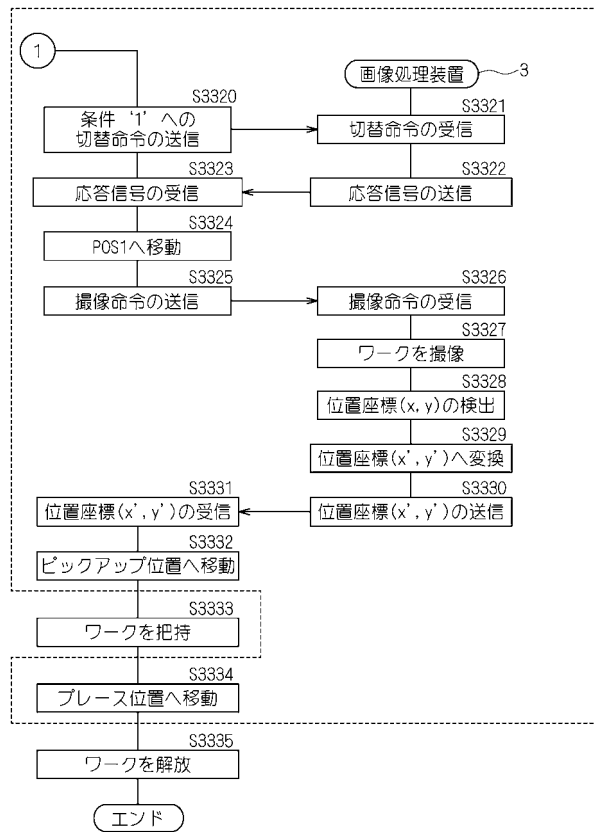 1
画像処理装置
3
S3320
条件‘1’への
切替命令の送信
S3321
切替命令の受信
S3322
応答信号の送信
S3323
応答信号の受信
S3324
POS1へ移動
S3325
撮像命令の送信
S3326
撮像命令の受信
S3327
ワークを撮像
S3328
位置座標(x,y)の検出
S3329
位置座標(x',y')へ変換
S3330
位置座標(x',y')の送信
S3331
位置座標(x',y')の受信
S3332
ピックアップ位置へ移動
S3333
ワークを把持
S3334
プレース位置へ移動
S3335
ワークを解放
エンド